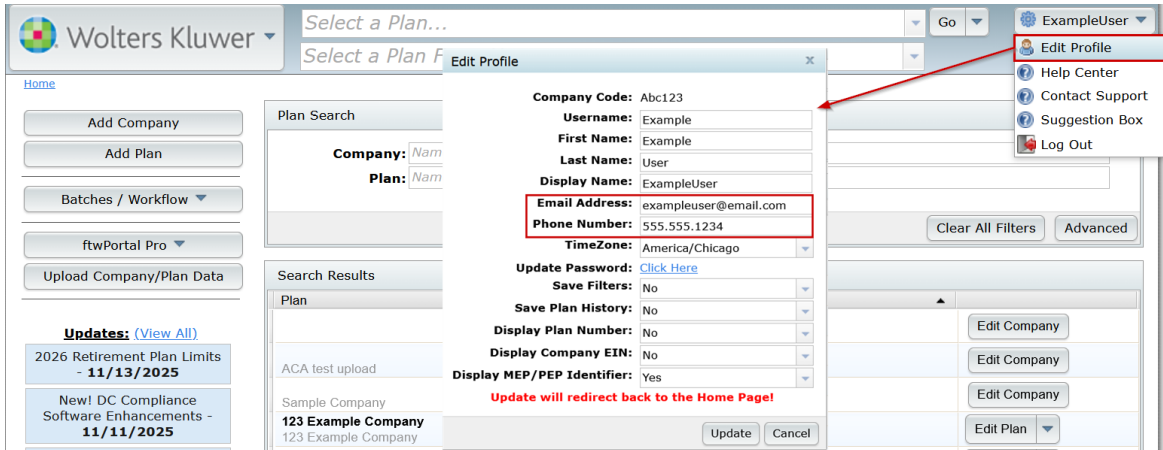 Wolters Kluwer
Select a Plan...
Go
ExampleUser
Select a Plan F
Edit Profile
Help Center
Contact Support
Suggestion Box
Log Out
Home
Add Company
Add Plan
Batches / Workflow
ftwPortal Pro
Upload Company/Plan Data
Updates: (View All)
2026 Retirement Plan Limits
- 11/13/2025
New! DC Compliance
Software Enhancements -
11/11/2025
Plan Search
Company: Nam
Plan: Nam
Clear All Filters
Advanced
Search Results
Plan
Edit Company
ACA test upload
Edit Company
Sample Company
Edit Company
123 Example Company
123 Example Company
Edit Plan
Edit Profile
x
Company Code: Abc123
Username: Example
First Name: Example
Last Name: User
Display Name: ExampleUser
Email Address: exampleuser@email.com
Phone Number: 555.555.1234
TimeZone: America/Chicago
Update Password: Click Here
Save Filters: No
Save Plan History: No
Display Plan Number: No
Display Company EIN: No
Display MEP/PEP Identifier: Yes
Update will redirect back to the Home Page!
Update
Cancel